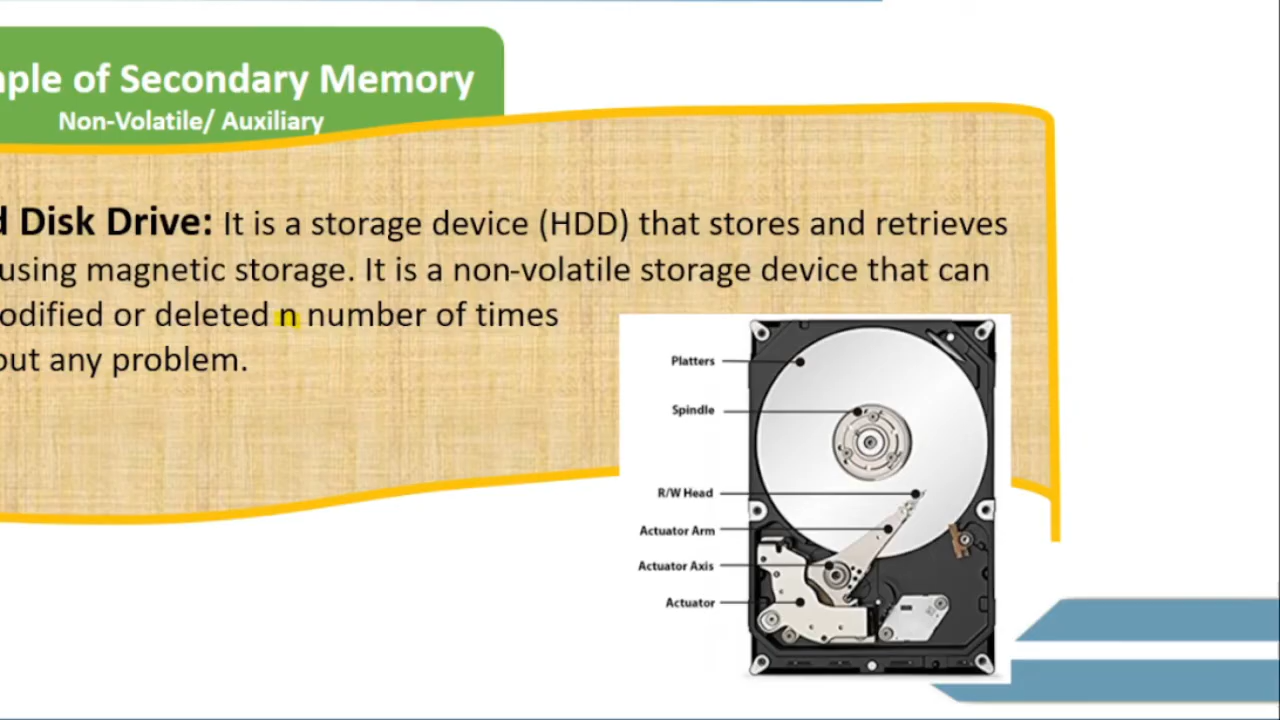 ple of Secondary Memory
Non-Volatile/ Auxiliary
d Disk Drive: It is a storage device (HDD) that stores and retrieves
using magnetic storage. It is a non-volatile storage device that can
odified or deleted n number of times
out any problem.
Platters
Spindle
R/W Head
Actuator Arm
Actuator Axis
Actuator